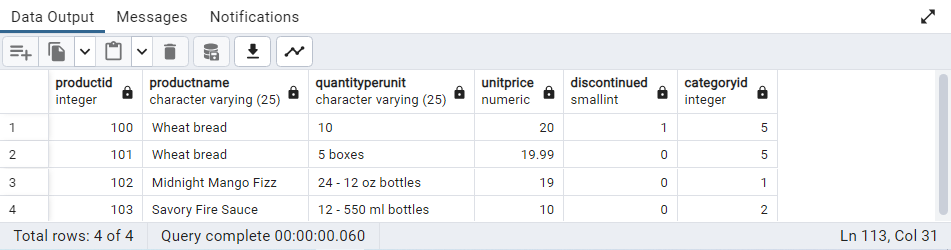 Data Output Messages Notifications
productid productname quantityperunit unitprice discontinued categoryid
integer character varying (25) character varying (25) numeric smallint integer
1 100 Wheat bread 10 20 1 5
2 101 Wheat bread 5 boxes 19.99 0 5
3 102 Midnight Mango Fizz 24 - 12 oz bottles 19 0 1
4 103 Savory Fire Sauce 12 - 550 ml bottles 10 0 2
Total rows: 4 of 4 Query complete 00:00:00.060 Ln 113, Col 31